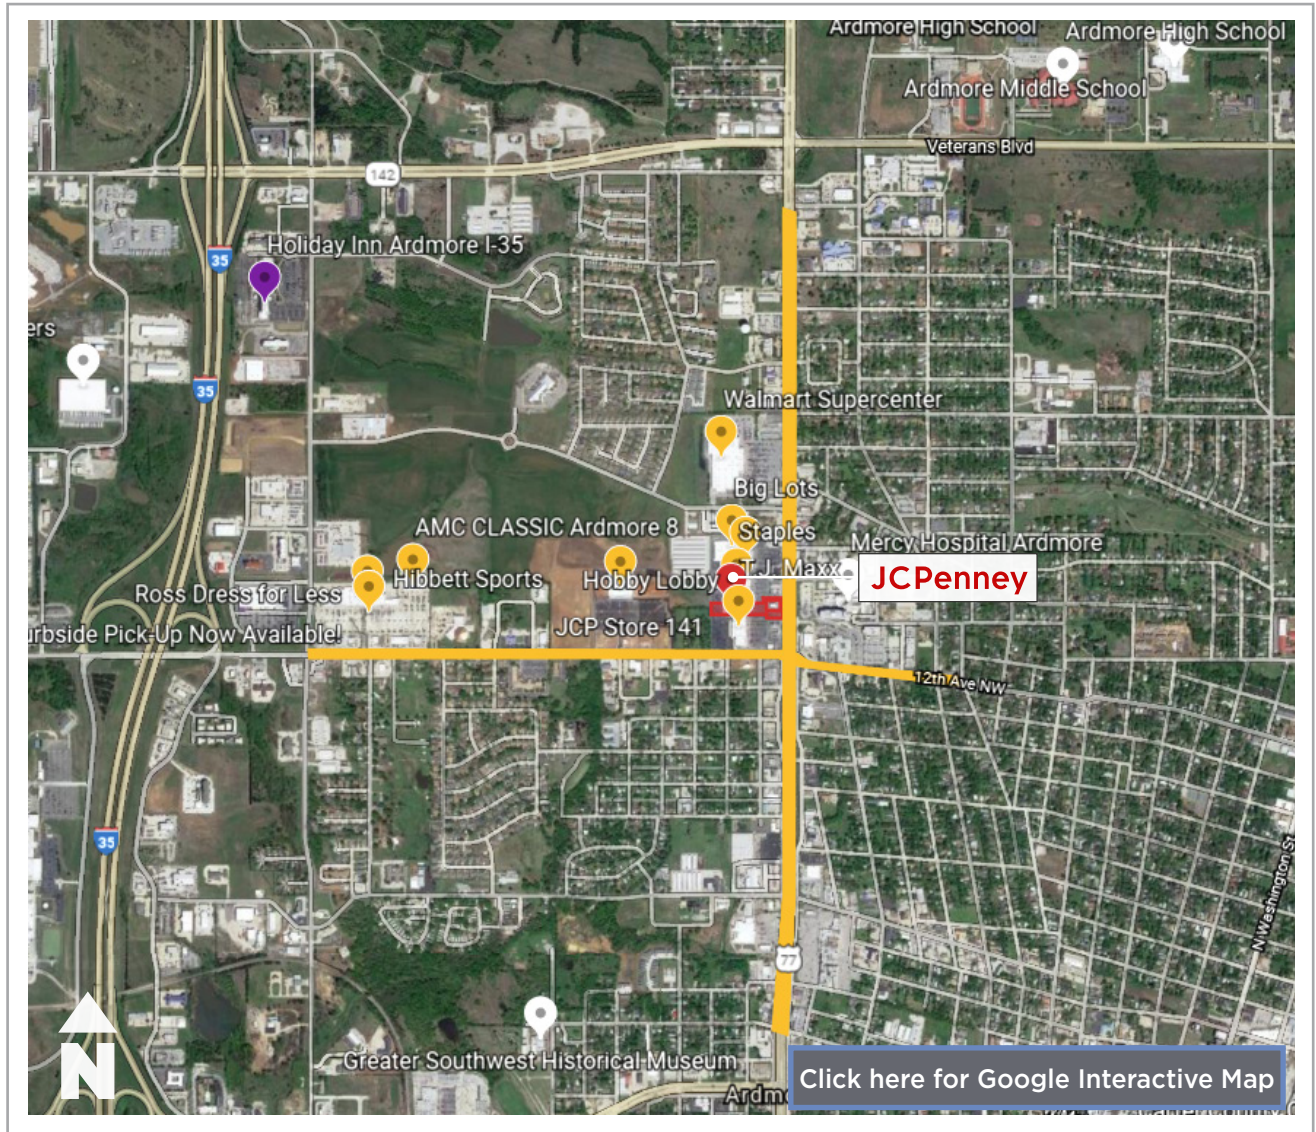 Ardmore High School
Ardmore High School
Ardmore Middle School
Veterans Blvd
142
Holiday Inn Ardmore I-35
35
ers
35
Walmart Supercenter
Big Lots
AMC CLASSIC Ardmore 8
Staples
Mercy Hospital Ardmore
T.J. Maxx
JCPenney
Hibbett Sports
Hobby Lobby
Ross Dress for Less
JCP Store 141
urbside Pick-Up Now Available!
12th Ave NW
35
N Washington St
77
N
Greater Southwest Historical Museum
Click here for Google Interactive Map
Ardmo